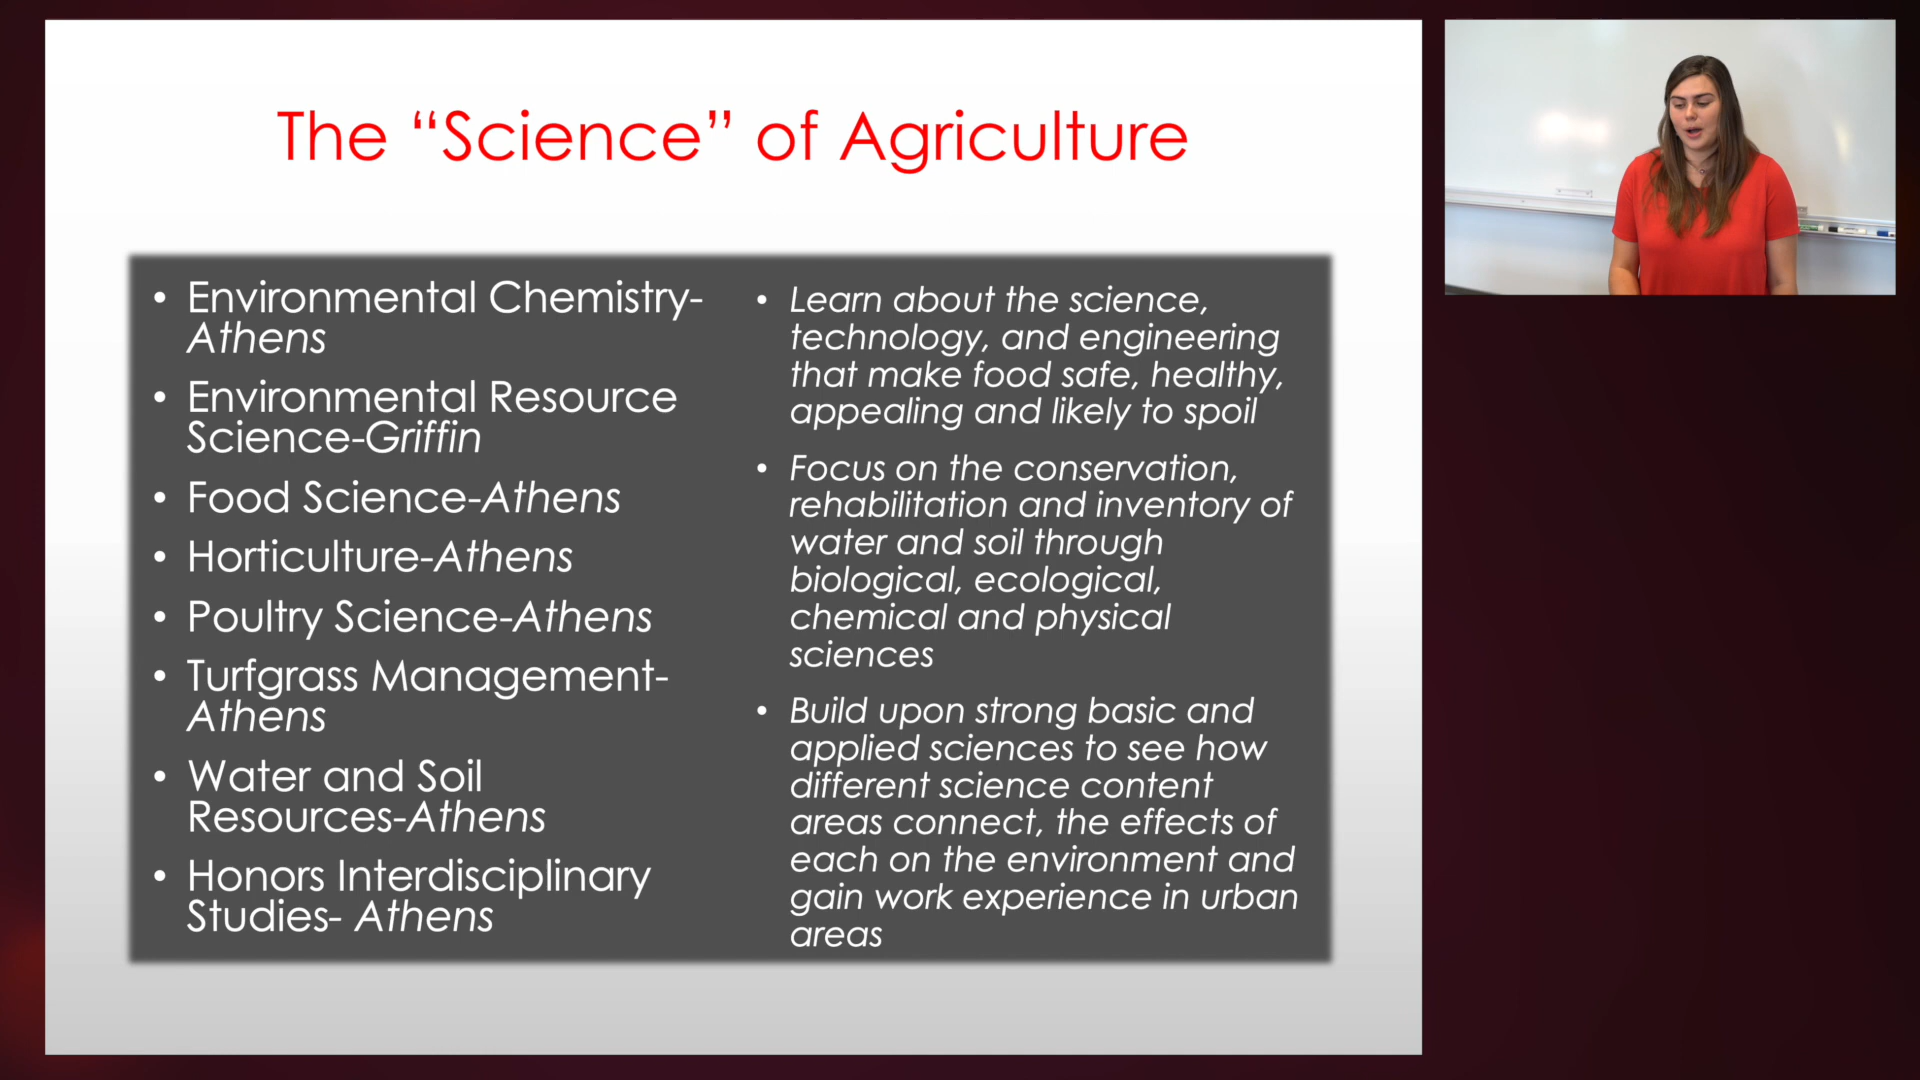 The “Science” of Agriculture
• Environmental Chemistry-
Athens
• Environmental Resource
Science-Griffin
• Food Science-Athens
• Horticulture-Athens
• Poultry Science-Athens
• Turfgrass Management-
Athens
• Water and Soil
Resources-Athens
• Honors Interdisciplinary
Studies- Athens
• Learn about the science,
technology, and engineering
that make food safe, healthy,
appealing and likely to spoil
• Focus on the conservation,
rehabilitation and inventory of
water and soil through
biological, ecological,
chemical and physical
sciences
• Build upon strong basic and
applied sciences to see how
different science content
areas connect, the effects of
each on the environment and
gain work experience in urban
areas